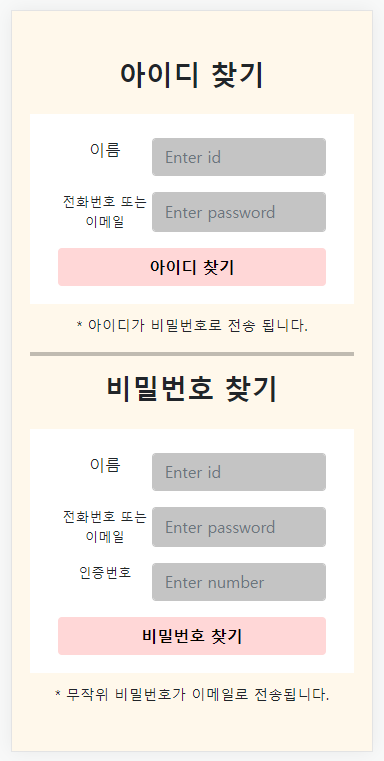 아이디 찾기
이름
Enter id
전화번호 또는
이메일
Enter password
아이디 찾기
* 아이디가 비밀번호로 전송 됩니다.
비밀번호 찾기
이름
Enter id
전화번호 또는
이메일
Enter password
인증번호
Enter number
비밀번호 찾기
* 무작위 비밀번호가 이메일로 전송됩니다.